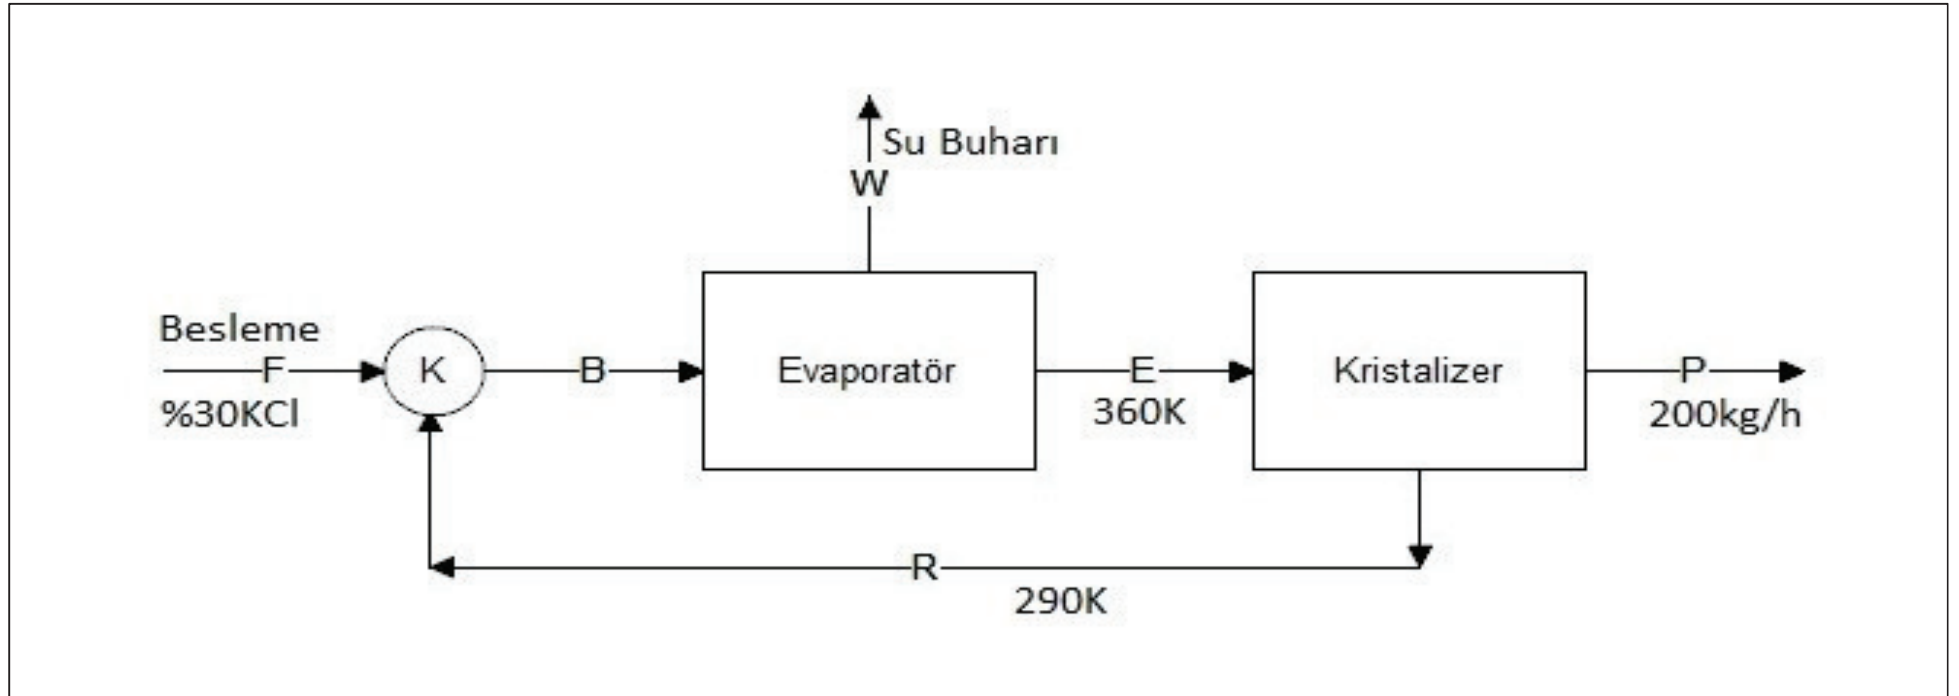 Su Buharı
W
Besleme
F
K
B
Evaporatör
E
Kristalizer
P
%30KCl
360K
200kg/h
R
290K